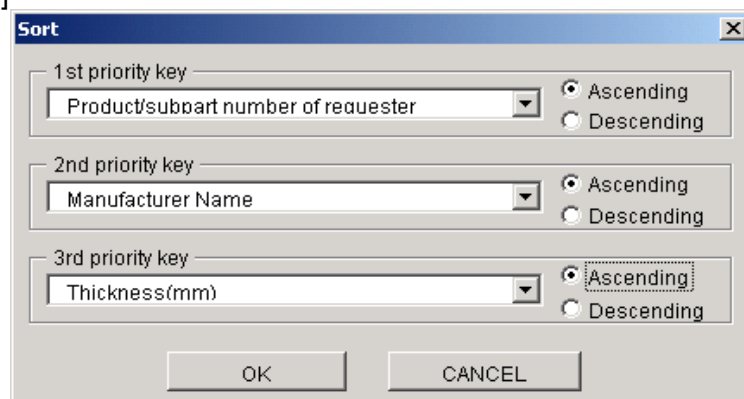 ]
Sort
1st priority key
Product/subpart number of requester
Ascending
Descending
2nd priority key
Manufacturer Name
Ascending
Descending
3rd priority key
Thickness(mm)
Ascending
Descending
OK
CANCEL